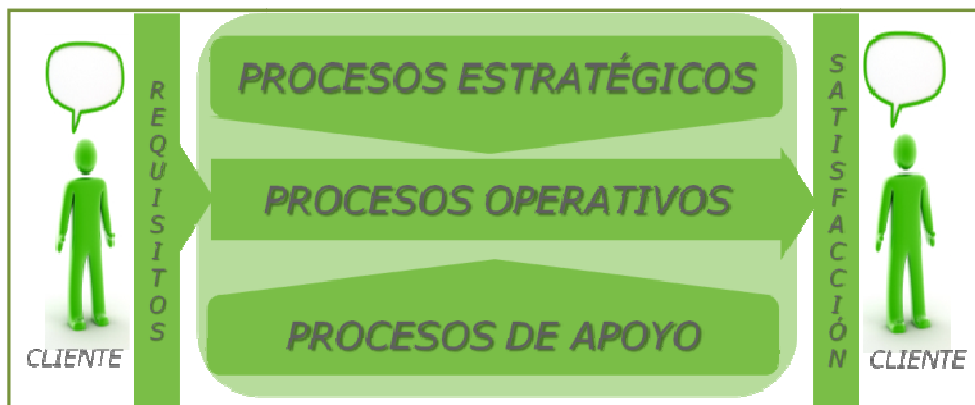 REQUISITOS
PROCESOS ESTRATÉGICOS
PROCESOS OPERATIVOS
PROCESOS DE APOYO
SATISFACCIÓN
CLIENTE
CLIENTE